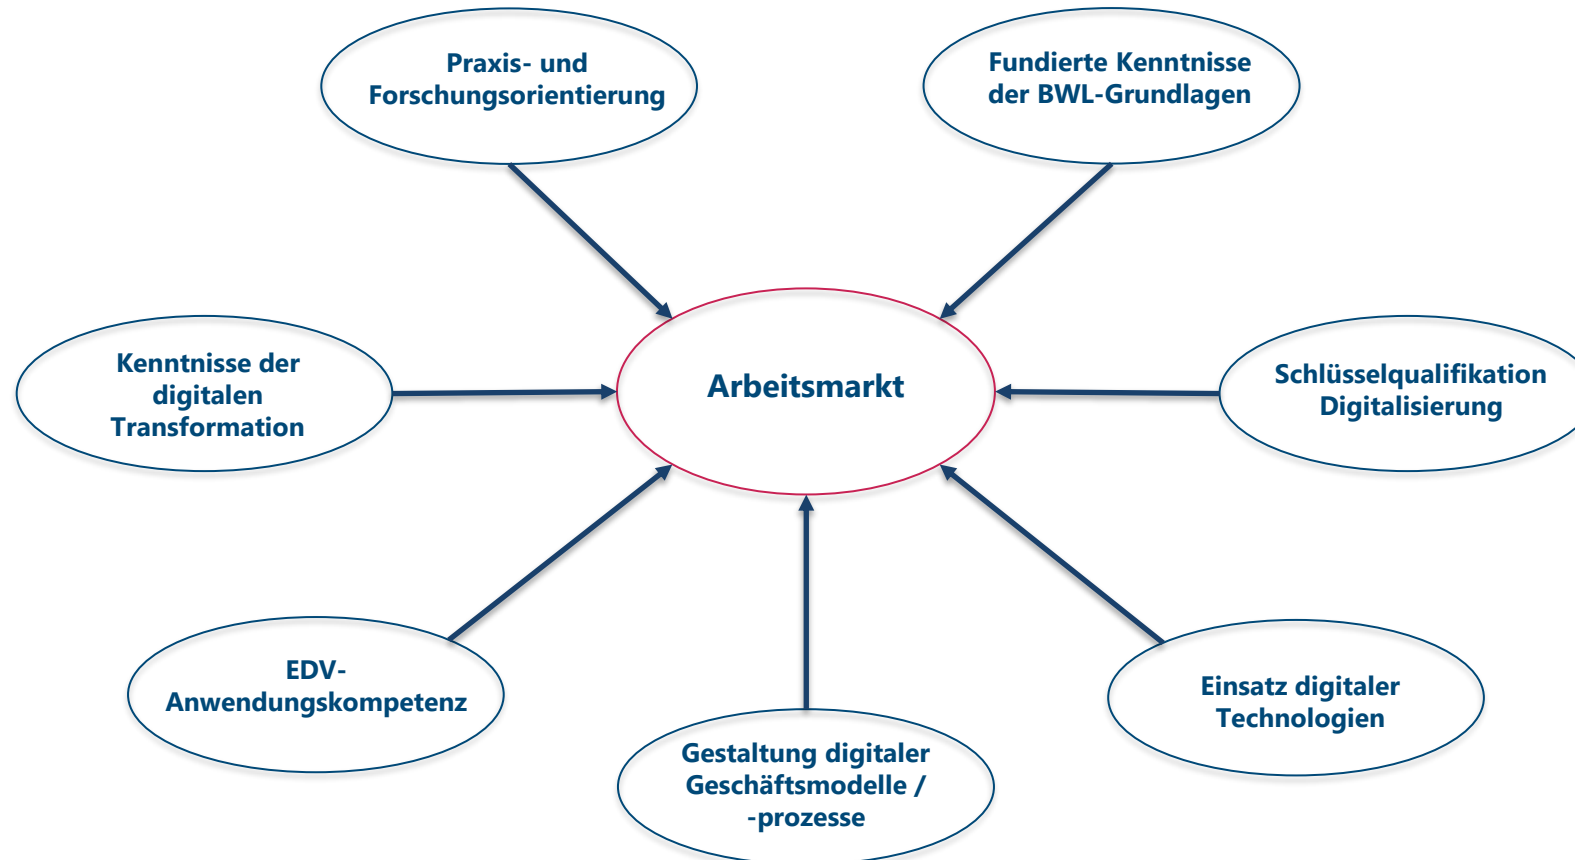 Praxis- und
Forschungsorientierung
Fundierte Kenntnisse
der BWL-Grundlagen
Kenntnisse der
digitalen
Transformation
Arbeitsmarkt
Schlüsselqualifikation
Digitalisierung
EDV-
Anwendungskompetenz
Gestaltung digitaler
Geschäftsmodelle /
-prozesse
Einsatz digitaler
Technologien